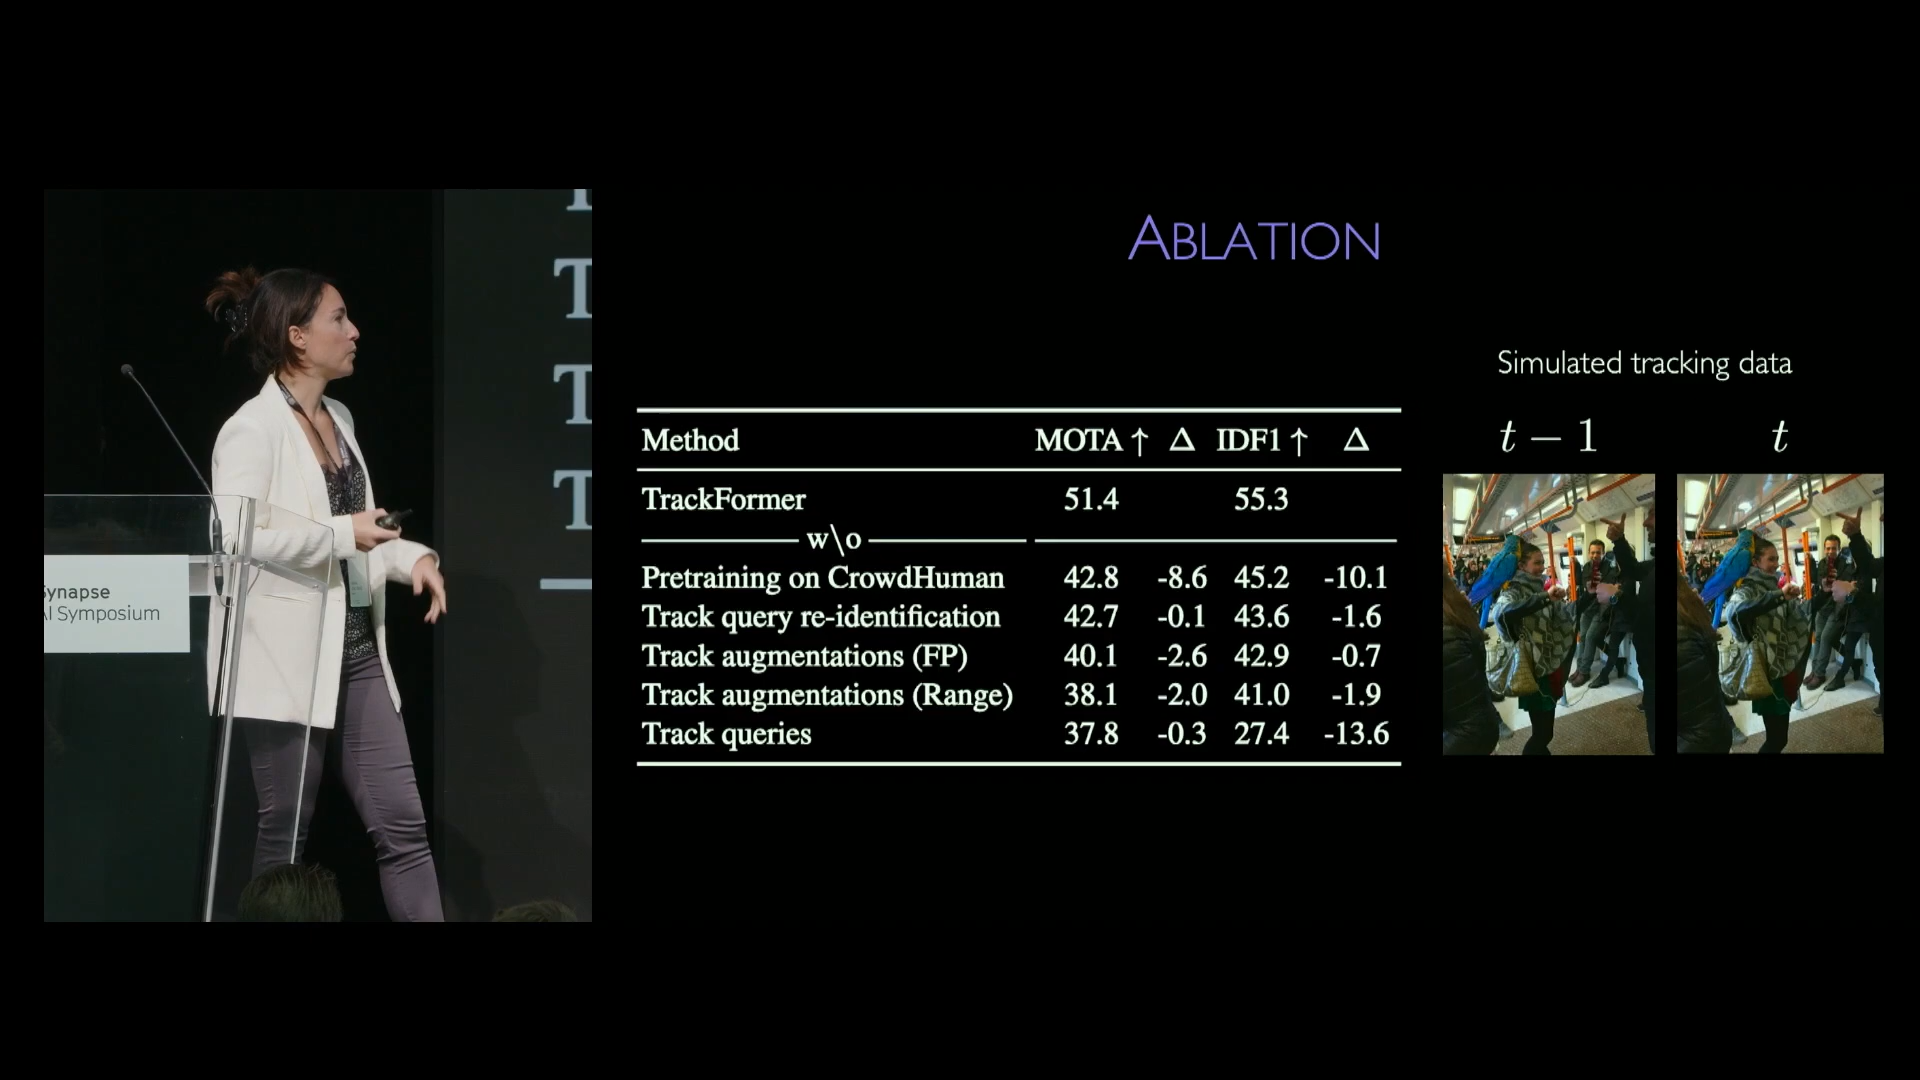 ABLATION
Simulated tracking data
t − 1 t
Method MOTA ↑ Δ IDF1 ↑ Δ
TrackFormer 51.4 55.3
w\o
Pretraining on CrowdHuman 42.8 -8.6 45.2 -10.1
Track query re-identification 42.7 -0.1 43.6 -1.6
Track augmentations (FP) 40.1 -2.6 42.9 -0.7
Track augmentations (Range) 38.1 -2.0 41.0 -1.9
Track queries 37.8 -0.3 27.4 -13.6
Synapse
AI Symposium
T
T
T